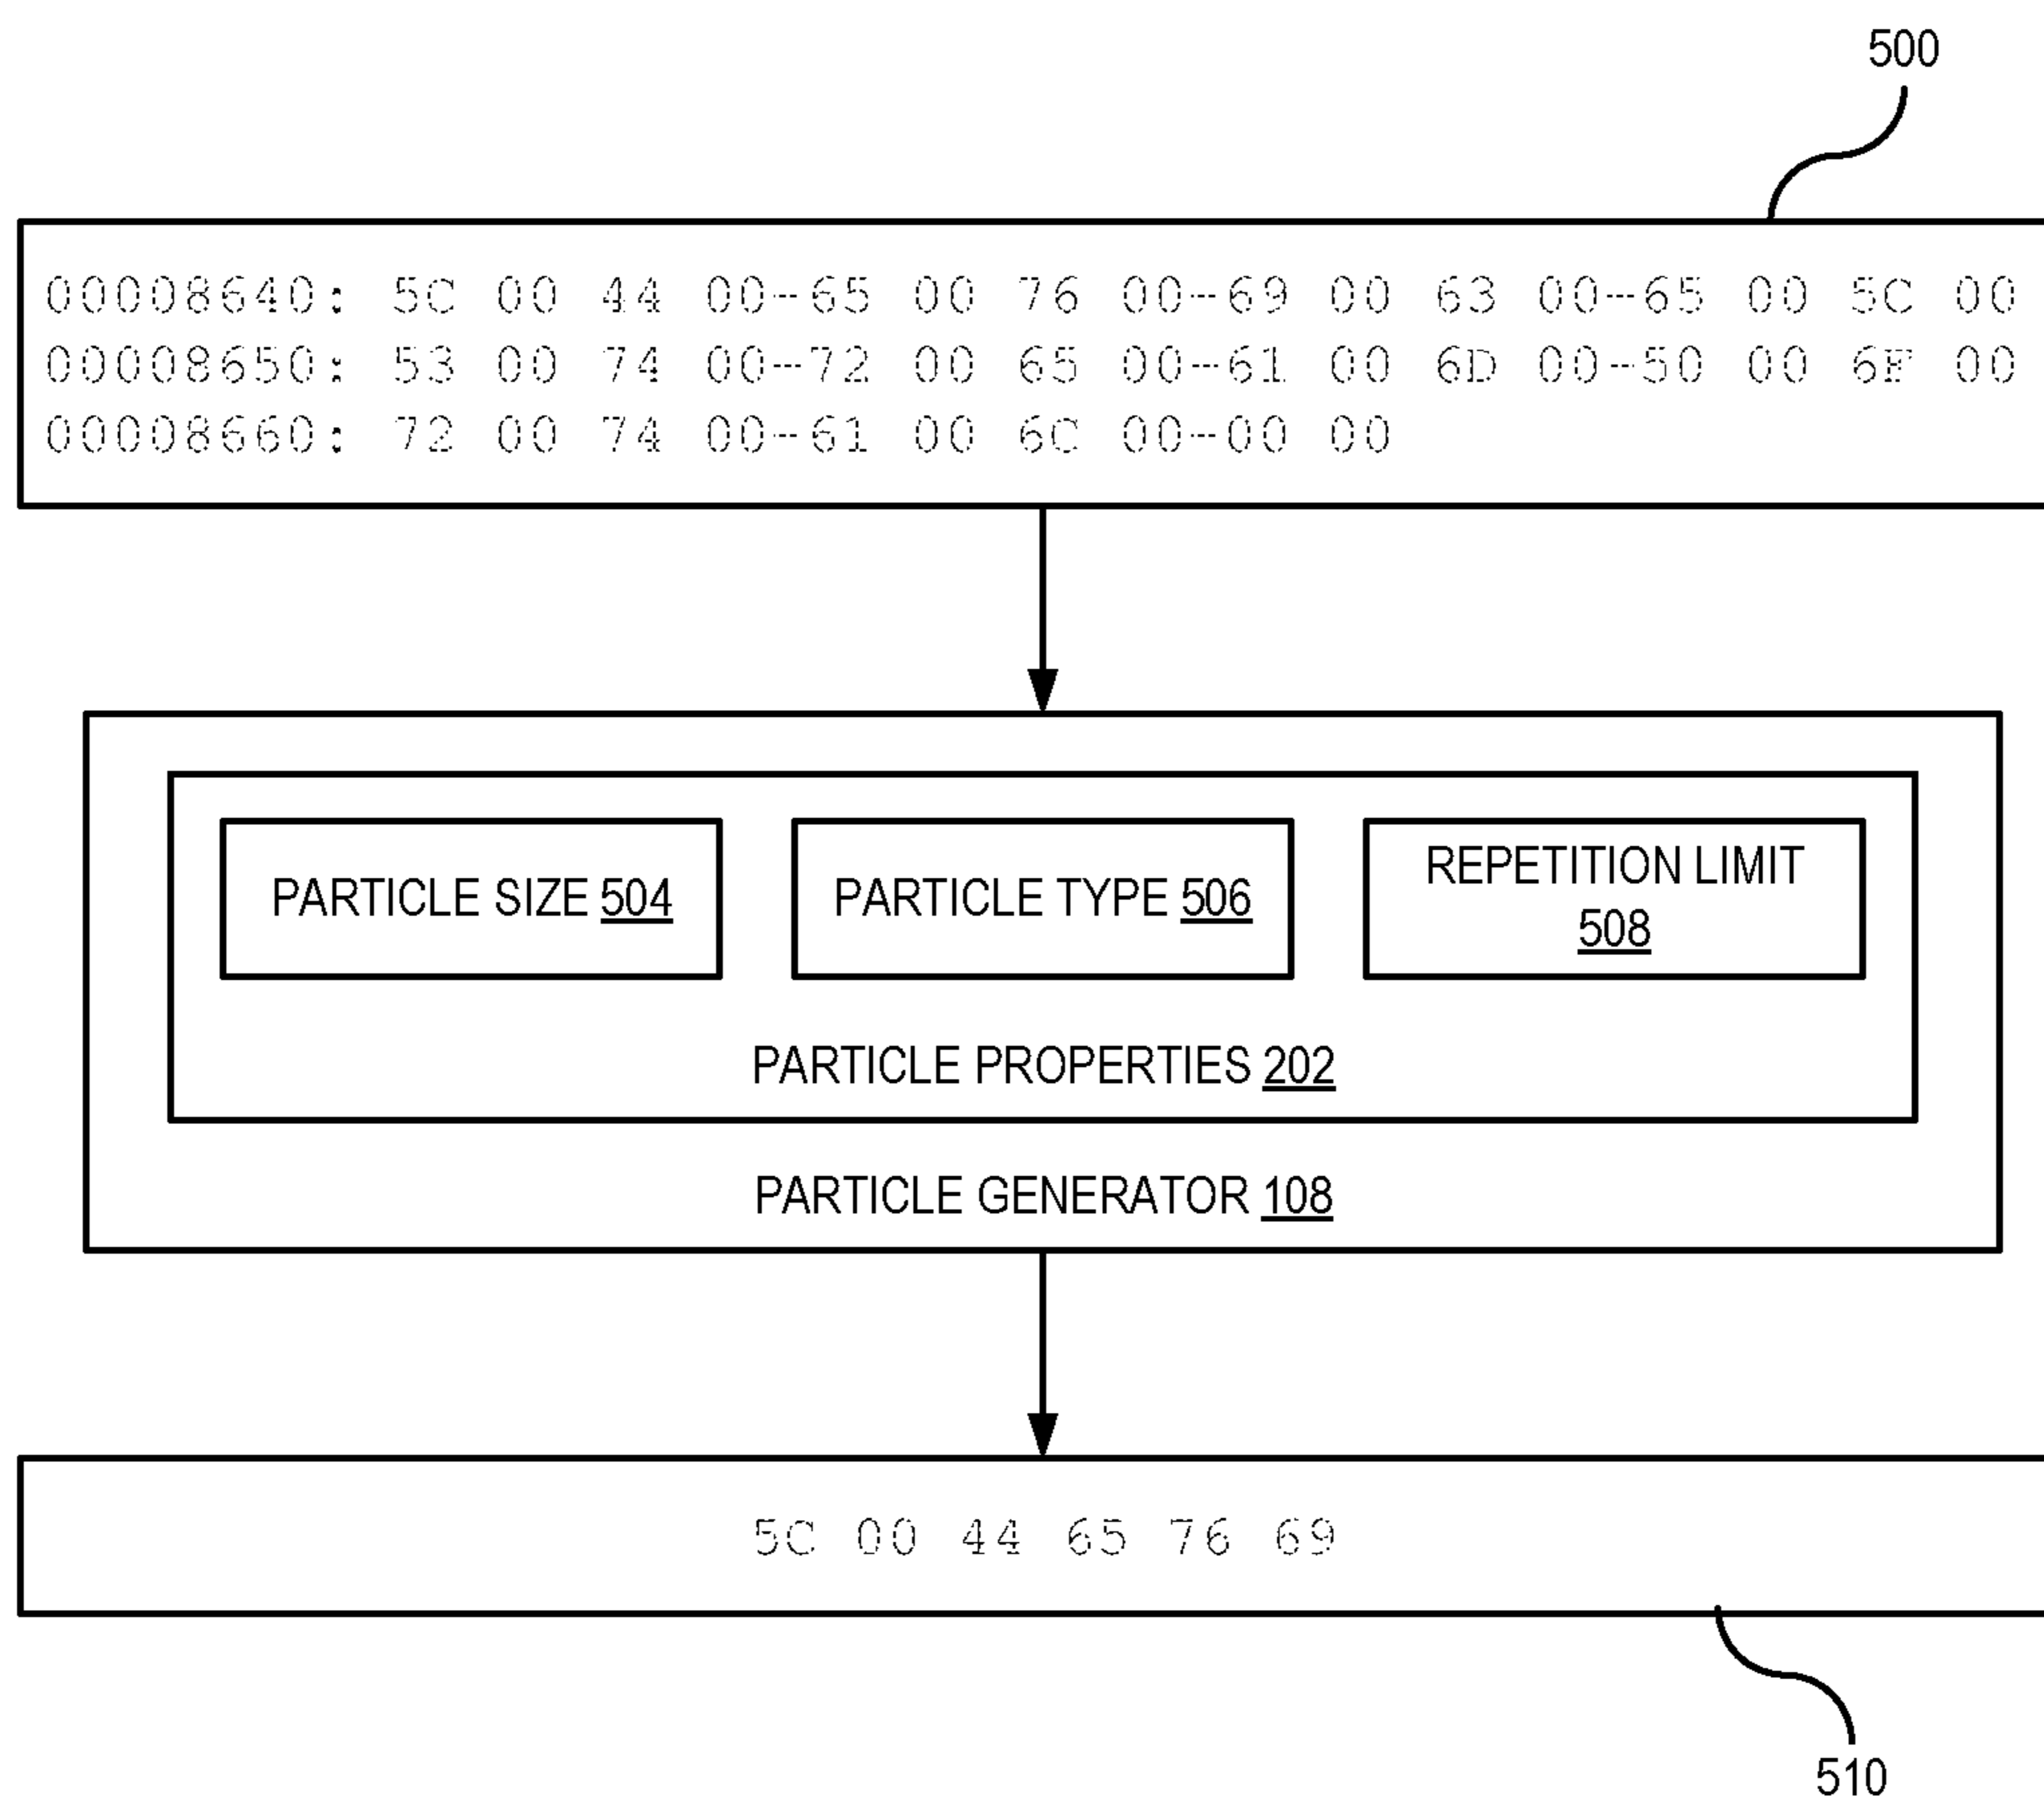 500
00008640: 5C 00 44 00-65 00 76 00-69 00 63 00-65 00 5C 00
00008650: 53 00 74 00-72 00 65 00-61 00 6D 00-50 00 6F 00
00008660: 72 00 74 00-61 00 6C 00-00 00
PARTICLE SIZE 504
PARTICLE TYPE 506
REPETITION LIMIT
508
PARTICLE PROPERTIES 202
PARTICLE GENERATOR 108
5C 00 44 65 76 69
510